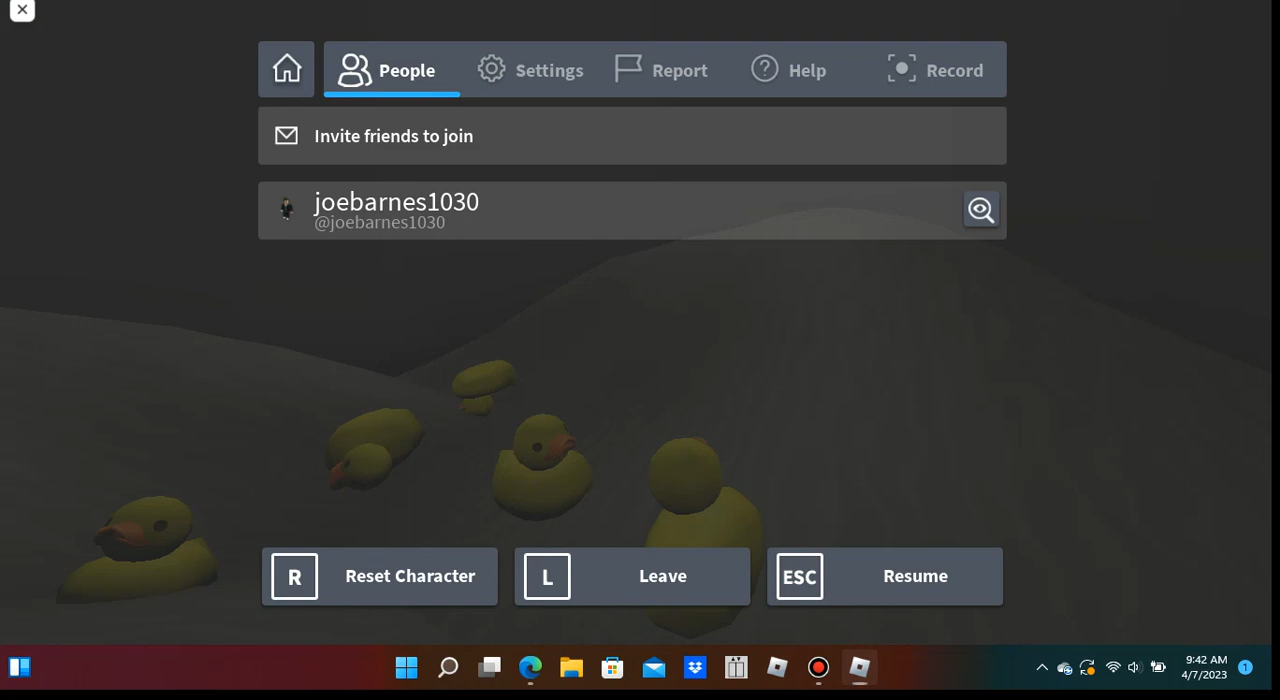 People
Settings
Report
Help
Record
Invite friends to join
joebarnes1030
@joebarnes1030
R Reset Character
L Leave
ESC Resume
9:42 AM
4/7/2023
1